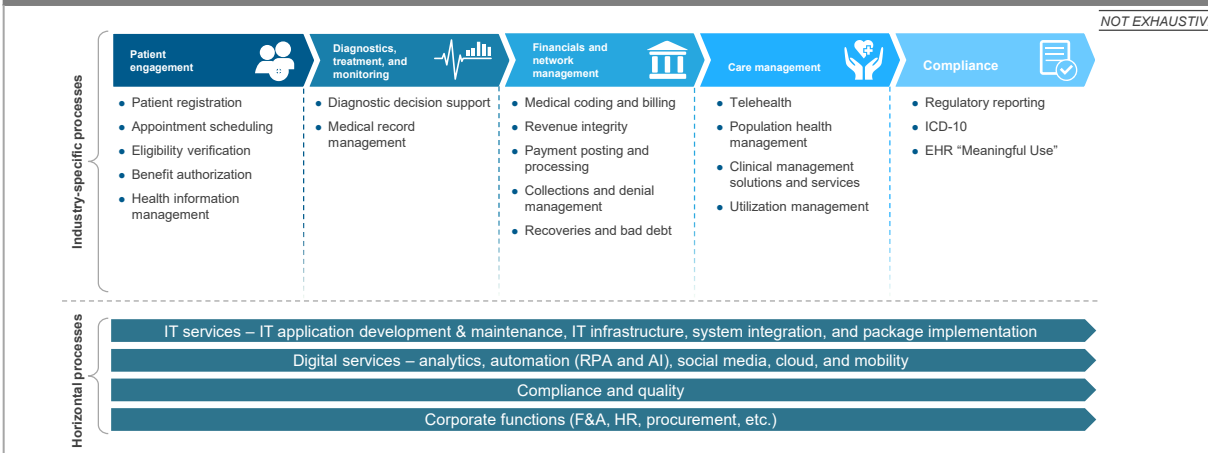 NOT EXHAUSTIV
Industry-specific processes
Patient
engagement
Diagnostics,
treatment, and
monitoring
Financials and
network
management
Care management
Compliance
• Patient registration
• Appointment scheduling
• Eligibility verification
• Benefit authorization
• Health information
management
• Diagnostic decision support
• Medical record
management
• Medical coding and billing
• Revenue integrity
• Payment posting and
processing
• Collections and denial
management
• Recoveries and bad debt
• Telehealth
• Population health
management
• Clinical management
solutions and services
• Utilization management
• Regulatory reporting
• ICD-10
• EHR “Meaningful Use”
Horizontal processes
IT services – IT application development & maintenance, IT infrastructure, system integration, and package implementation
Digital services – analytics, automation (RPA and AI), social media, cloud, and mobility
Compliance and quality
Corporate functions (F&A, HR, procurement, etc.)